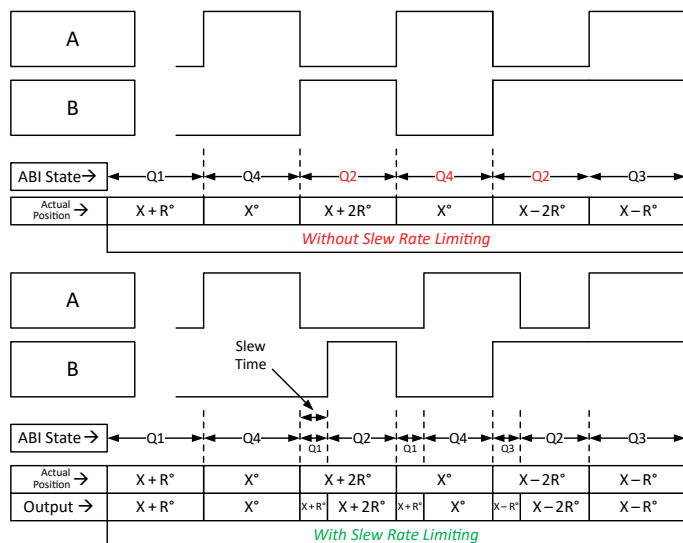 A
B
ABI State→ Q1 Q4 Q2 Q4 Q2 Q3
Actual Position → X + R° X° X + 2R° X° X – 2R° X – R°
Without Slew Rate Limiting
A
B
Slew Time
ABI State → Q1 Q4 Q1 Q2 Q1 Q4 Q3 Q2 Q3
Actual Position → X + R° X° X + 2R° X° X – 2R° X – R°
Output → X + R° X° X + R° X + 2R° X + R° X° X – R° X – 2R° X – R°
With Slew Rate Limiting